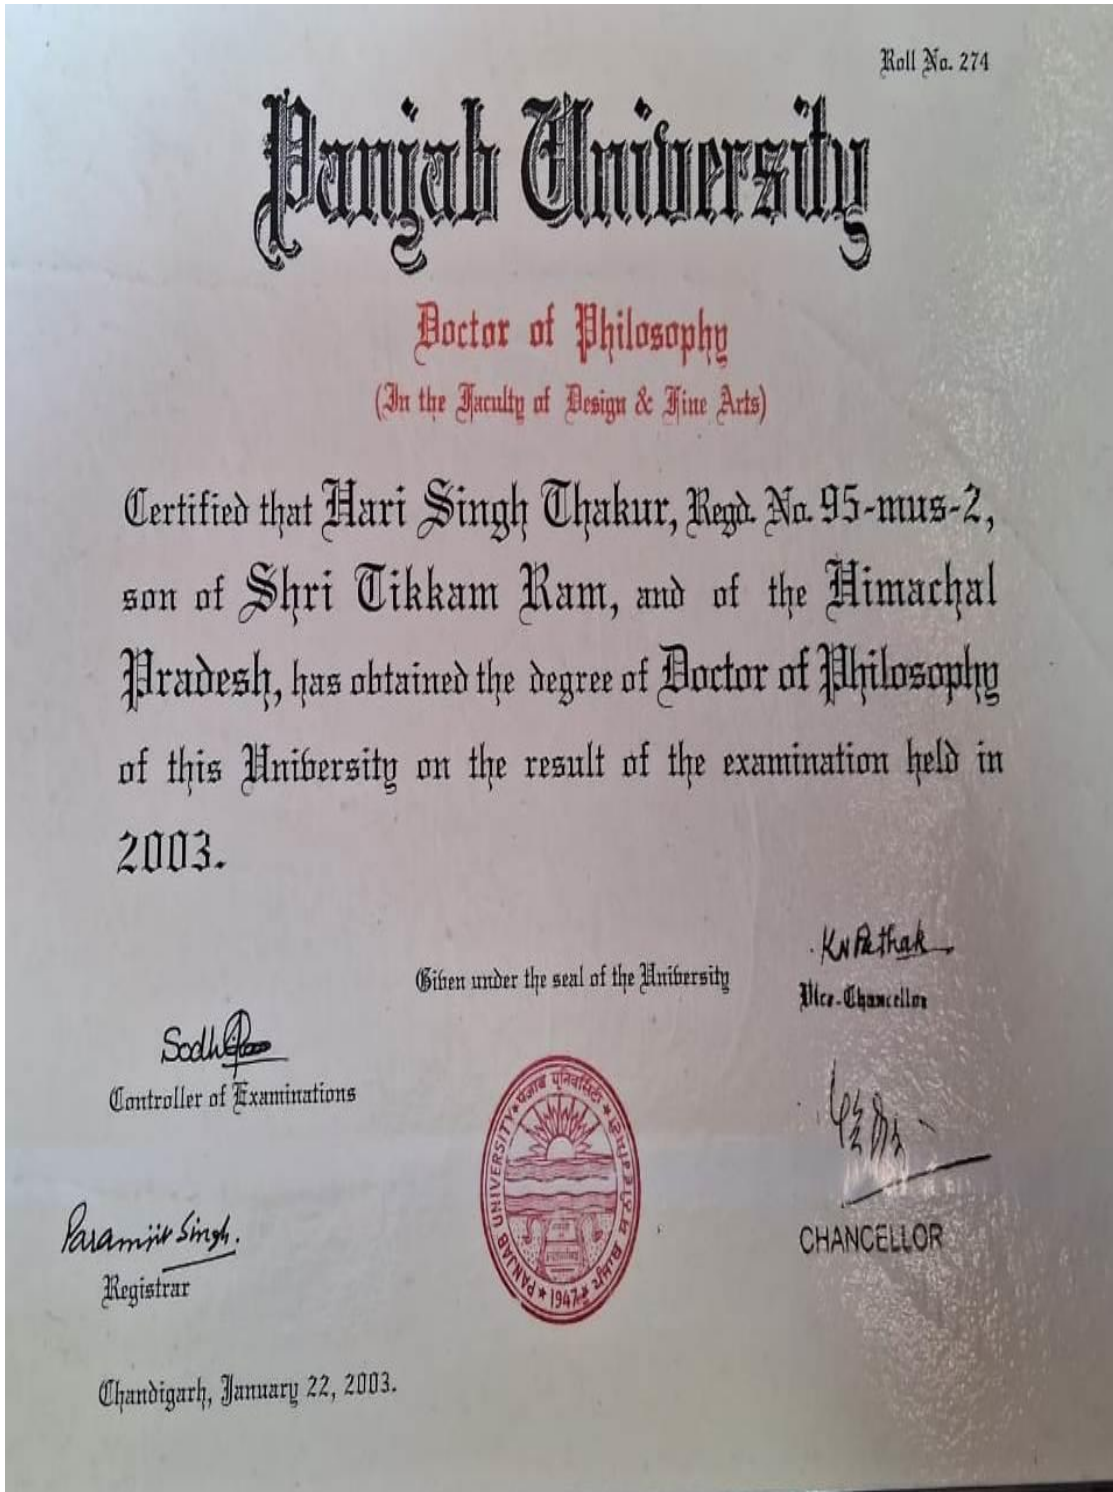 Roll No. 274
Panjab University
Doctor of Philosophy
(In the Faculty of Design & Fine Arts)
Certified that Hari Singh Thakur, Regd. No. 95-mus-2,
son of Shri Tikkam Ram, and of the Himachal
Pradesh, has obtained the degree of Doctor of Philosophy
of this University on the result of the examination held in
2003.
Given under the seal of the University
KN Pathak
Vice-Chancellor
Controller of Examinations
PANJAB UNIVERSITY
1947
CHANCELLOR
Paramjit Singh.
Registrar
Chandigarh, January 22, 2003.